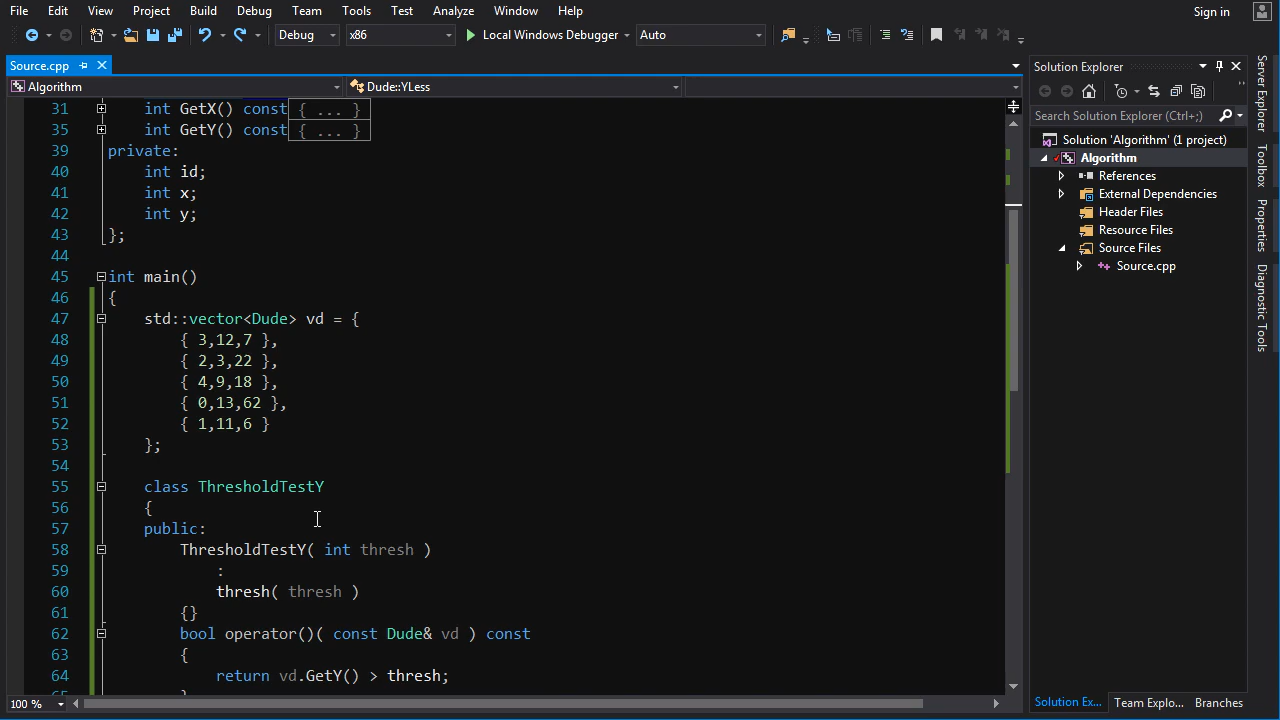 File Edit View Project Build Debug Team Tools Test Analyze Window Help Sign in
Debug x86 Local Windows Debugger Auto
Source.cpp
Algorithm Dude::YLess
31 int GetX() const { ... }
35 int GetY() const { ... }
39 private:
40 int id;
41 int x;
42 int y;
43 };
44
45 int main()
46 {
47 std::vector<Dude> vd = {
48 { 3,12,7 },
49 { 2,3,22 },
50 { 4,9,18 },
51 { 0,13,62 },
52 { 1,11,6 }
53 };
54
55 class ThresholdTestY
56 {
57 public:
58 ThresholdTestY( int thresh )
59 :
60 thresh( thresh )
61 {}
62 bool operator()( const Dude& vd ) const
63 {
64 return vd.GetY() > thresh;
65 }
100 %
Solution Explorer
Search Solution Explorer (Ctrl+;)
Solution 'Algorithm' (1 project)
Algorithm
References
External Dependencies
Header Files
Resource Files
Source Files
Source.cpp
Solution Ex... Team Explo... Branches
Server Explorer
Toolbox
Properties
Diagnostic Tools